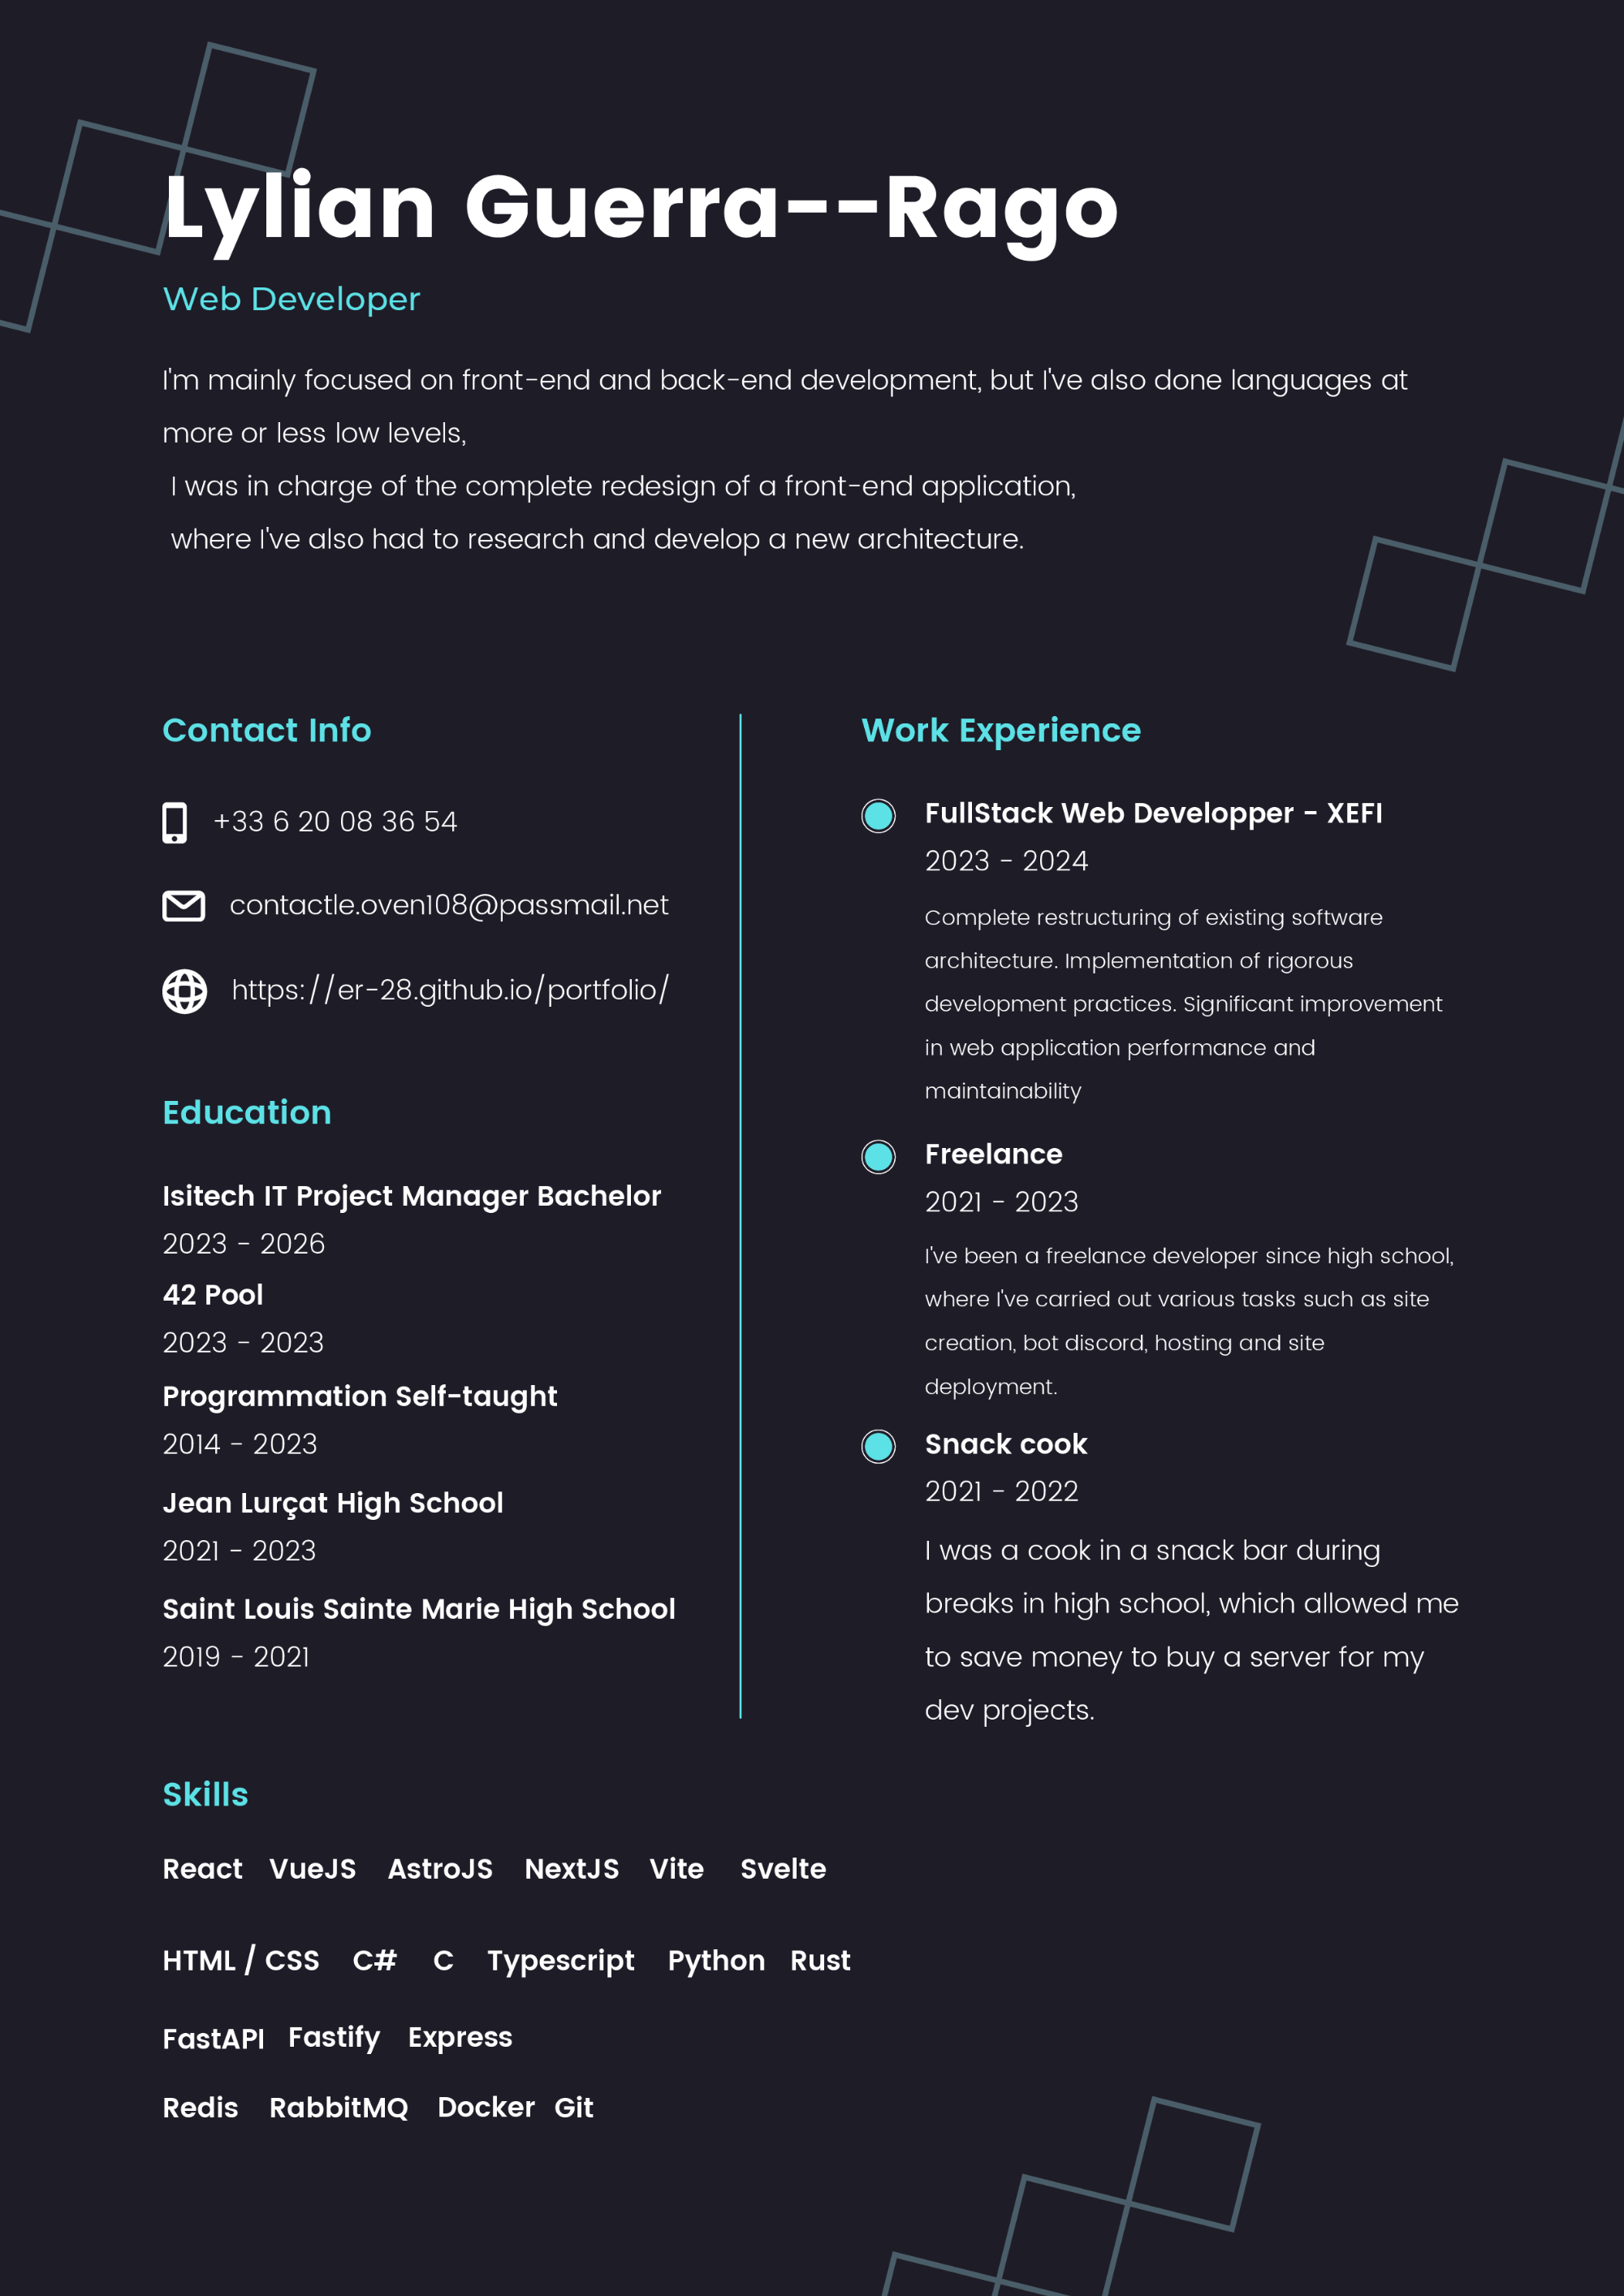 Lylian Guerra--Rago
Web Developer
I'm mainly focused on front-end and back-end development, but I've also done languages at
more or less low levels,
I was in charge of the complete redesign of a front-end application,
where I've also had to research and develop a new architecture.
Contact Info
+33 6 20 08 36 54
contactle.oven108@passmail.net
https://er-28.github.io/portfolio/
Education
Isitech IT Project Manager Bachelor
2023 - 2026
42 Pool
2023 - 2023
Programmation Self-taught
2014 - 2023
Jean Lurçat High School
2021 - 2023
Saint Louis Sainte Marie High School
2019 - 2021
Work Experience
FullStack Web Developper - XEFI
2023 - 2024
Complete restructuring of existing software
architecture. Implementation of rigorous
development practices. Significant improvement
in web application performance and
maintainability
Freelance
2021 - 2023
I've been a freelance developer since high school,
where I've carried out various tasks such as site
creation, bot discord, hosting and site
deployment.
Snack cook
2021 - 2022
I was a cook in a snack bar during
breaks in high school, which allowed me
to save money to buy a server for my
dev projects.
Skills
React VueJS AstroJS NextJS Vite Svelte
HTML / CSS C# C Typescript Python Rust
FastAPI Fastify Express
Redis RabbitMQ Docker Git